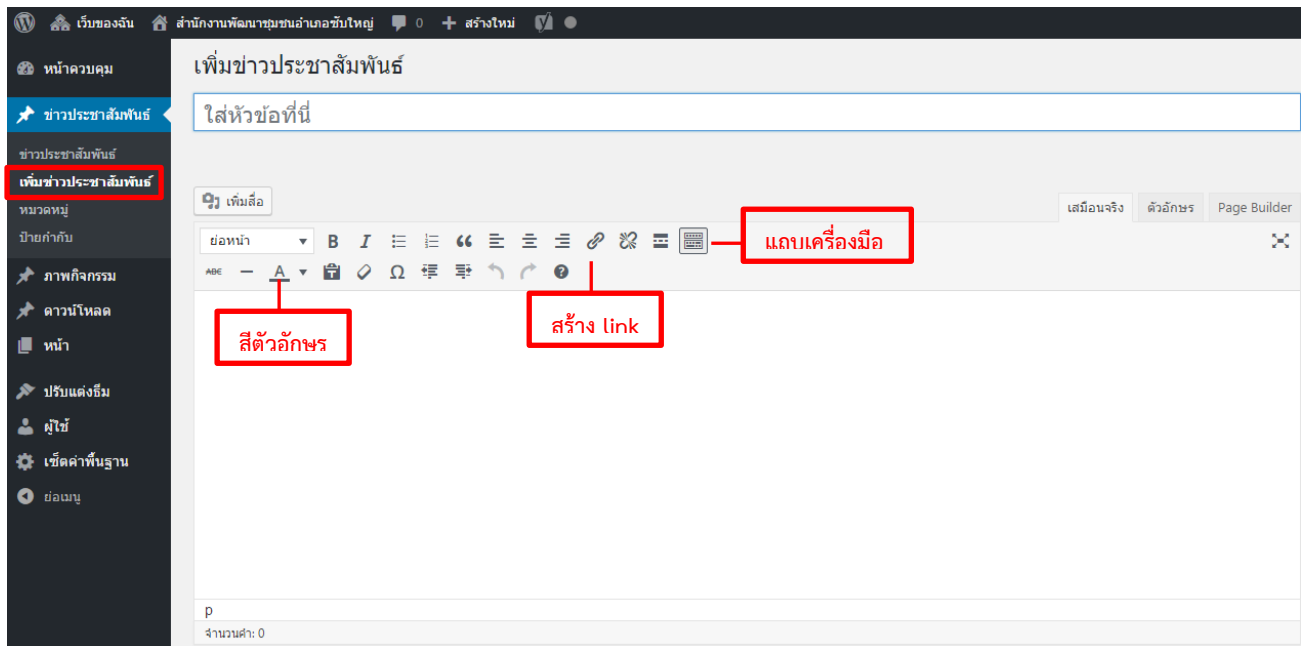 เว็บของฉัน สำนักงานพัฒนาชุมชนอำเภอซับใหญ่ 0 + สร้างใหม่
หน้าควบคุม
ข่าวประชาสัมพันธ์
ข่าวประชาสัมพันธ์
เพิ่มข่าวประชาสัมพันธ์
หมวดหมู่
ป้ายกำกับ
ภาพกิจกรรม
ดาวน์โหลด
หน้า
ปรับแต่งธีม
ผู้ใช้
เซ็ตค่าพื้นฐาน
ย่อเมนู
เพิ่มข่าวประชาสัมพันธ์
ใส่หัวข้อที่นี่
เพิ่มสื่อ
เสมือนจริง ตัวอักษร Page Builder
ย่อหน้า B I
แถบเครื่องมือ
ABC A Ω
สีตัวอักษร
สร้าง link
p
จำนวนคำ: 0